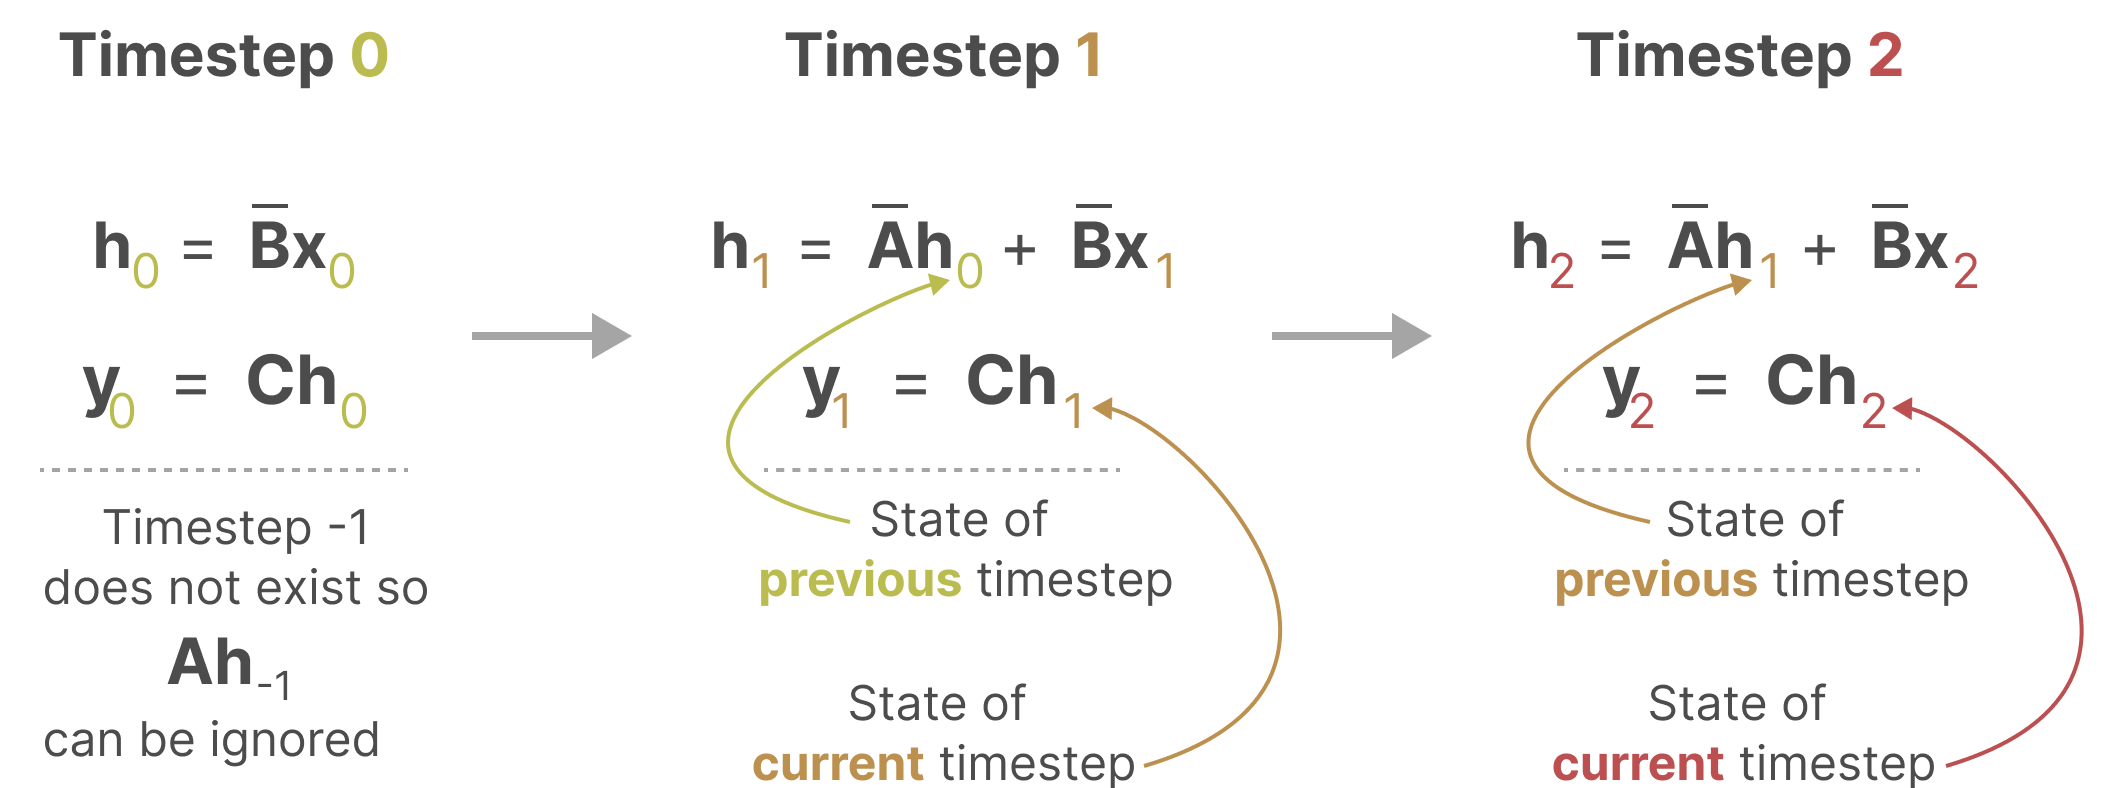 Timestep 0
h₀ = B̅x₀
y₀ = Ch₀
Timestep -1
does not exist so
Ah₋₁
can be ignored
Timestep 1
h₁ = A̅h₀ + B̅x₁
y₁ = Ch₁
State of
previous timestep
State of
current timestep
Timestep 2
h₂ = A̅h₁ + B̅x₂
y₂ = Ch₂
State of
previous timestep
State of
current timestep